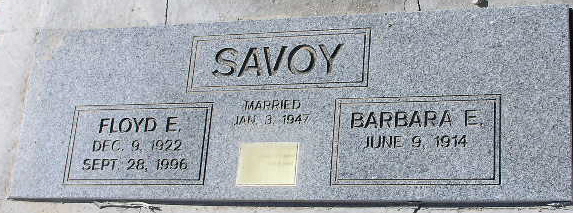 SAVOY
MARRIED
JAN. 3, 1947
FLOYD E.
DEC. 9, 1922
SEPT. 28, 1996
BARBARA E.
JUNE 9, 1914